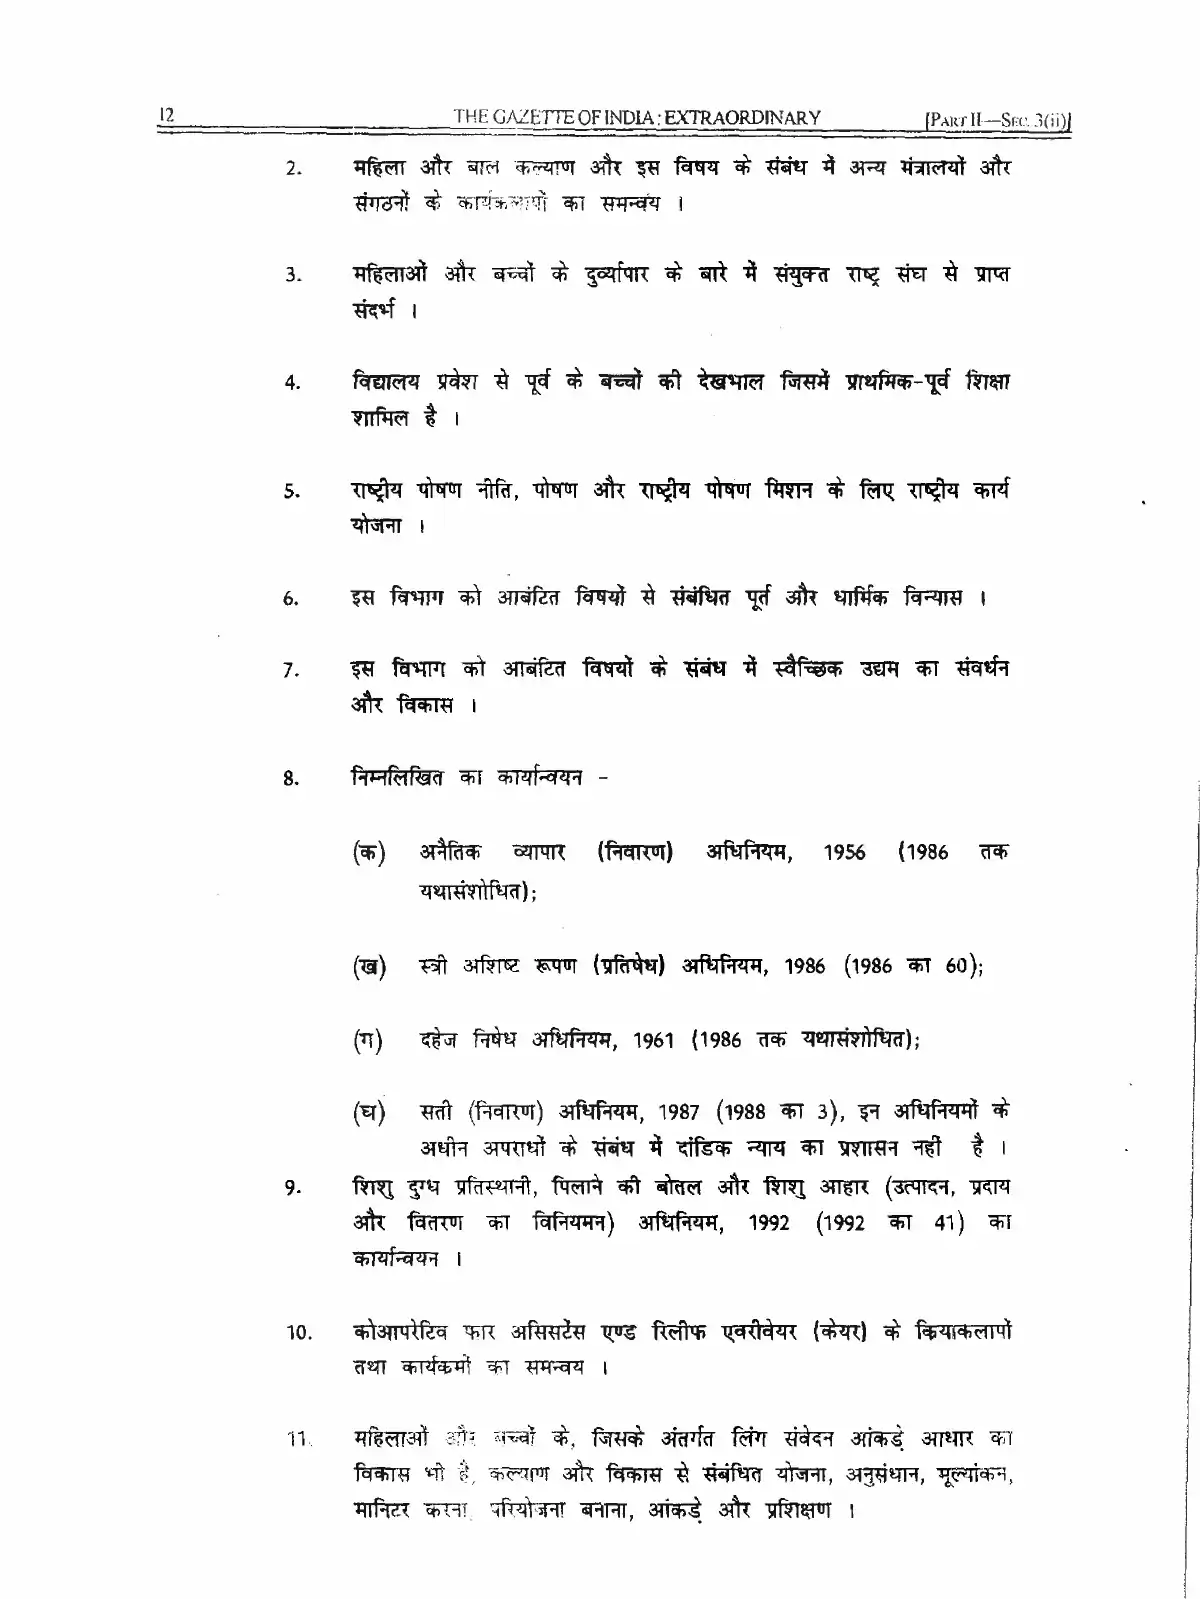 12 THE GAZETTE OF INDIA : EXTRAORDINARY [PART II—SEC. 3(ii)]
2. महिला और बाल कल्याण और इस विषय के संबंध में अन्य मंत्रालयों और
संगठनों के कार्यकलापों का समन्वय ।
3. महिलाओं और बच्चों के दुर्व्यापार के बारे में संयुक्त राष्ट्र संघ से प्राप्त
संदर्भ ।
4. विद्यालय प्रवेश से पूर्व के बच्चों की देखभाल जिसमें प्राथमिक-पूर्व शिक्षा
शामिल है ।
5. राष्ट्रीय पोषण नीति, पोषण और राष्ट्रीय पोषण मिशन के लिए राष्ट्रीय कार्य
योजना ।
6. इस विभाग को आबंटित विषयों से संबंधित पूर्त और धार्मिक विन्यास ।
7. इस विभाग को आबंटित विषयों के संबंध में स्वैच्छिक उद्यम का संवर्धन
और विकास ।
8. निम्नलिखित का कार्यान्वयन -
(क) अनैतिक व्यापार (निवारण) अधिनियम, 1956 (1986 तक
यथासंशोधित);
(ख) स्त्री अशिष्ट रूपण (प्रतिषेध) अधिनियम, 1986 (1986 का 60);
(ग) दहेज निषेध अधिनियम, 1961 (1986 तक यथासंशोधित);
(घ) सती (निवारण) अधिनियम, 1987 (1988 का 3), इन अधिनियमों के
अधीन अपराधों के संबंध में दांडिक न्याय का प्रशासन नहीं है ।
9. शिशु दुग्ध प्रतिस्थानी, पिलाने की बोतल और शिशु आहार (उत्पादन, प्रदाय
और वितरण का विनियमन) अधिनियम, 1992 (1992 का 41) का
कार्यान्वयन ।
10. कोआपरेटिव फार असिसटेंस एण्ड रिलीफ एवरीवेयर (केयर) के क्रियाकलापों
तथा कार्यक्रमों का समन्वय ।
11. महिलाओं और बच्चों के, जिसके अंतर्गत लिंग संवेदन आंकड़े आधार का
विकास भी है, कल्याण और विकास से संबंधित योजना, अनुसंधान, मूल्यांकन,
मानिटर करना, परियोजना बनाना, आंकड़े और प्रशिक्षण ।